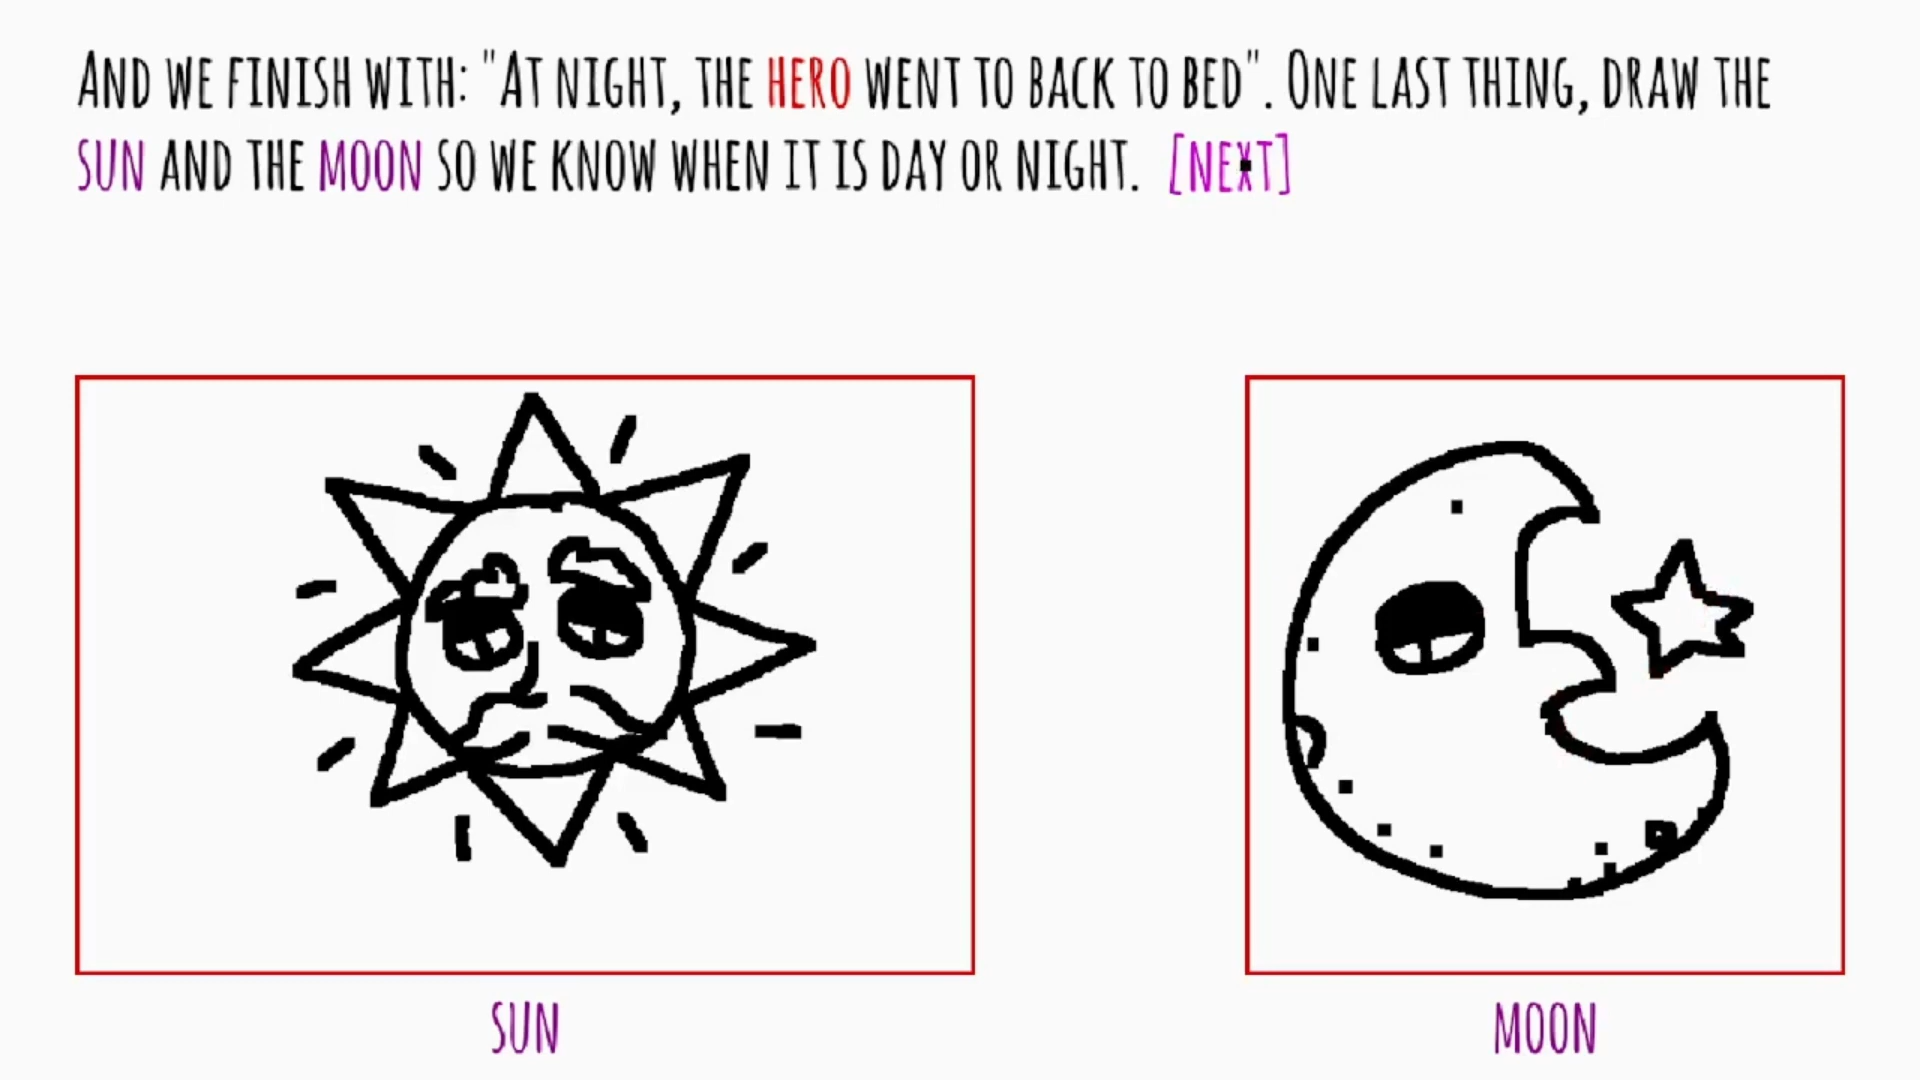 And we finish with: "At night, the hero went to back to bed". One last thing, draw the
sun and the moon so we know when it is day or night. [next]
sun
moon